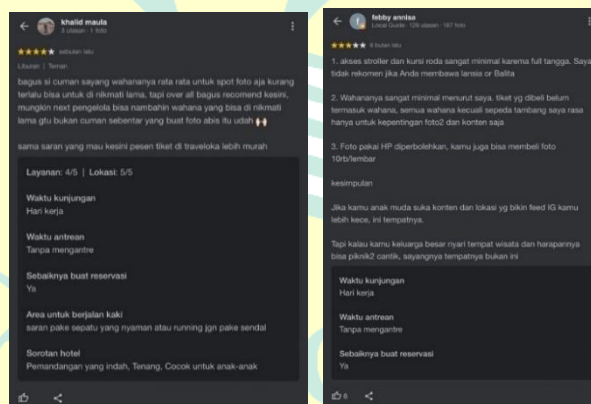 khalid maula
3 ulasan · 1 foto
sebulan lalu
Liburan | Teman
bagus si cuman sayang wahananya rata rata untuk spot foto aja kurang
terlalu bisa untuk di nikmati lama, tapi over all bagus recomend kesini,
mungkin next pengelola bisa nambahin wahana yang bisa di nikmati
lama gtu bukan cuman sebentar yang buat foto abis itu udah 🙌
sama saran yang mau kesini pesen tiket di traveloka lebih murah
Layanan: 4/5 | Lokasi: 5/5
Waktu kunjungan
Hari kerja
Waktu antrean
Tanpa mengantre
Sebaiknya buat reservasi
Ya
Area untuk berjalan kaki
saran pake sepatu yang nyaman atau running jgn pake sendal
Sorotan hotel
Pemandangan yang indah, Tenang, Cocok untuk anak-anak
febby annisa
Local Guide · 129 ulasan · 187 foto
6 bulan lalu
1. akses stroller dan kursi roda sangat minimal karema full tangga. Saya
tidak rekomen jika Anda membawa lansia or Balita
2. Wahananya sangat minimal menurut saya. tiket yg dibeli belum
termasuk wahana, semua wahana kecuali sepeda tambang saya rasa
hanya untuk kepentingan foto2 dan konten saja
3. Foto pakai HP diperbolehkan, kamu juga bisa membeli foto
10rb/lembar
kesimpulan
Jika kamu anak muda suka konten dan lokasi yg bikin feed IG kamu
lebih kece, ini tempatnya.
Tapi kalau kamu keluarga besar nyari tempat wisata dan harapannya
bisa piknik2 cantik, sayangnya tempatnya bukan ini
Waktu kunjungan
Hari kerja
Waktu antrean
Tanpa mengantre
Sebaiknya buat reservasi
Ya
6